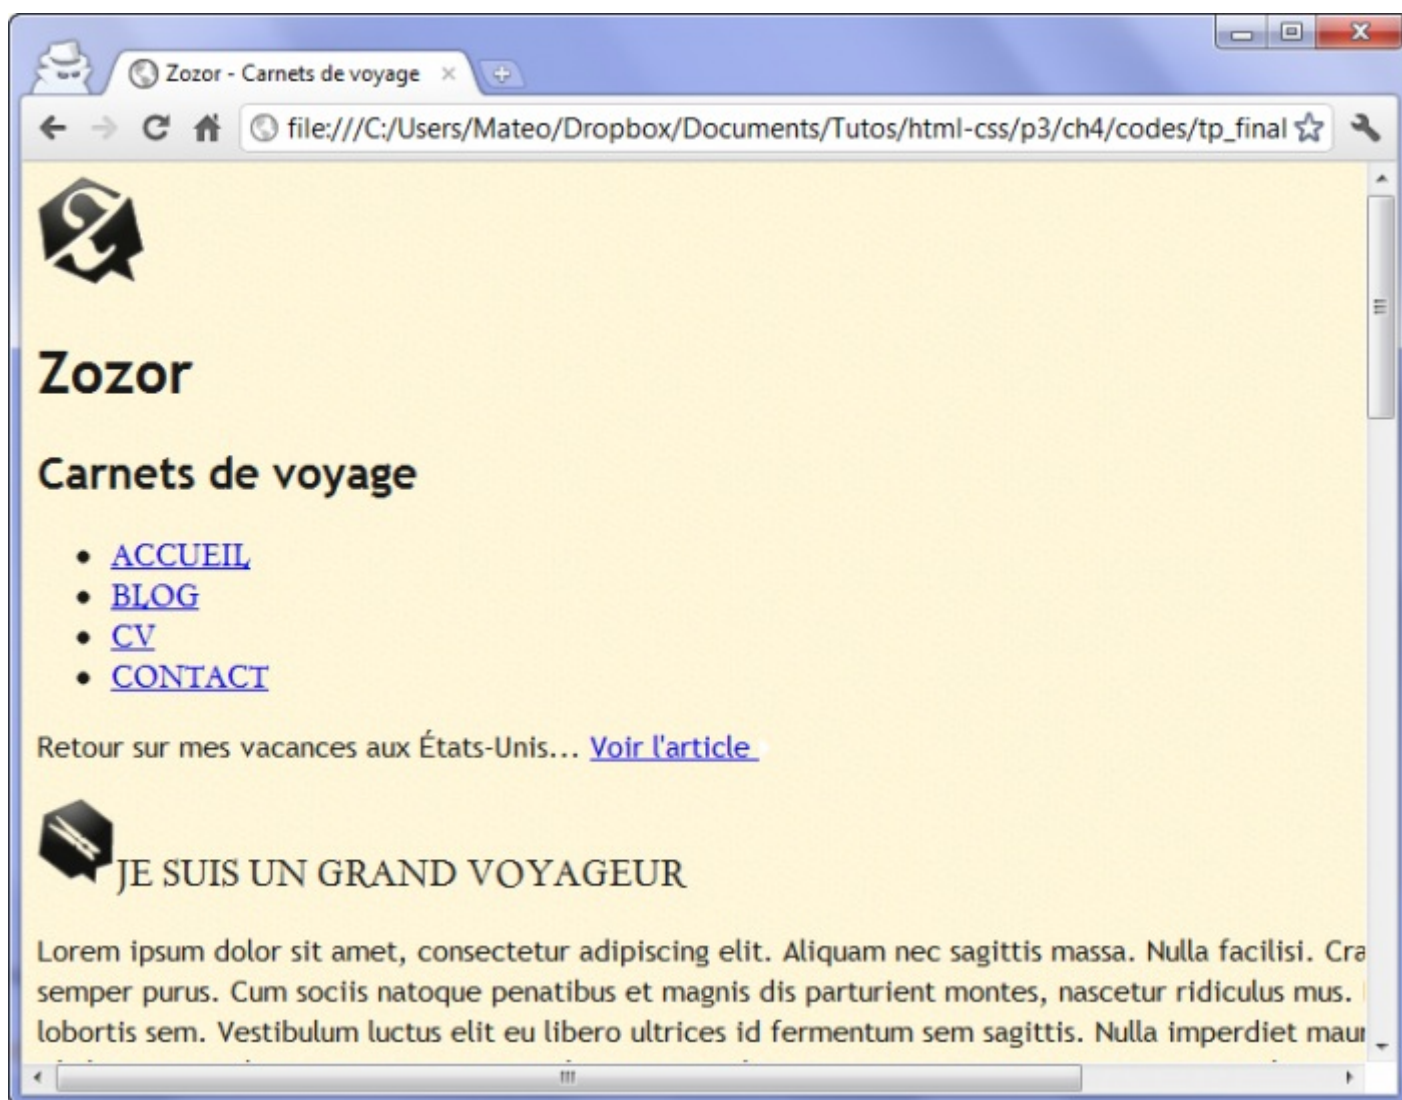 Zozor - Carnets de voyage
file:///C:/Users/Mateo/Dropbox/Documents/Tutos/html-css/p3/ch4/codes/tp_final
Zozor
Carnets de voyage
ACCUEIL
BLOG
CV
CONTACT
Retour sur mes vacances aux États-Unis... Voir l'article
JE SUIS UN GRAND VOYAGEUR
Lorem ipsum dolor sit amet, consectetur adipiscing elit. Aliquam nec sagittis massa. Nulla facilisi. Cra
semper purus. Cum sociis natoque penatibus et magnis dis parturient montes, nascetur ridiculus mus.
lobortis sem. Vestibulum luctus elit eu libero ultrices id fermentum sem sagittis. Nulla imperdiet maur